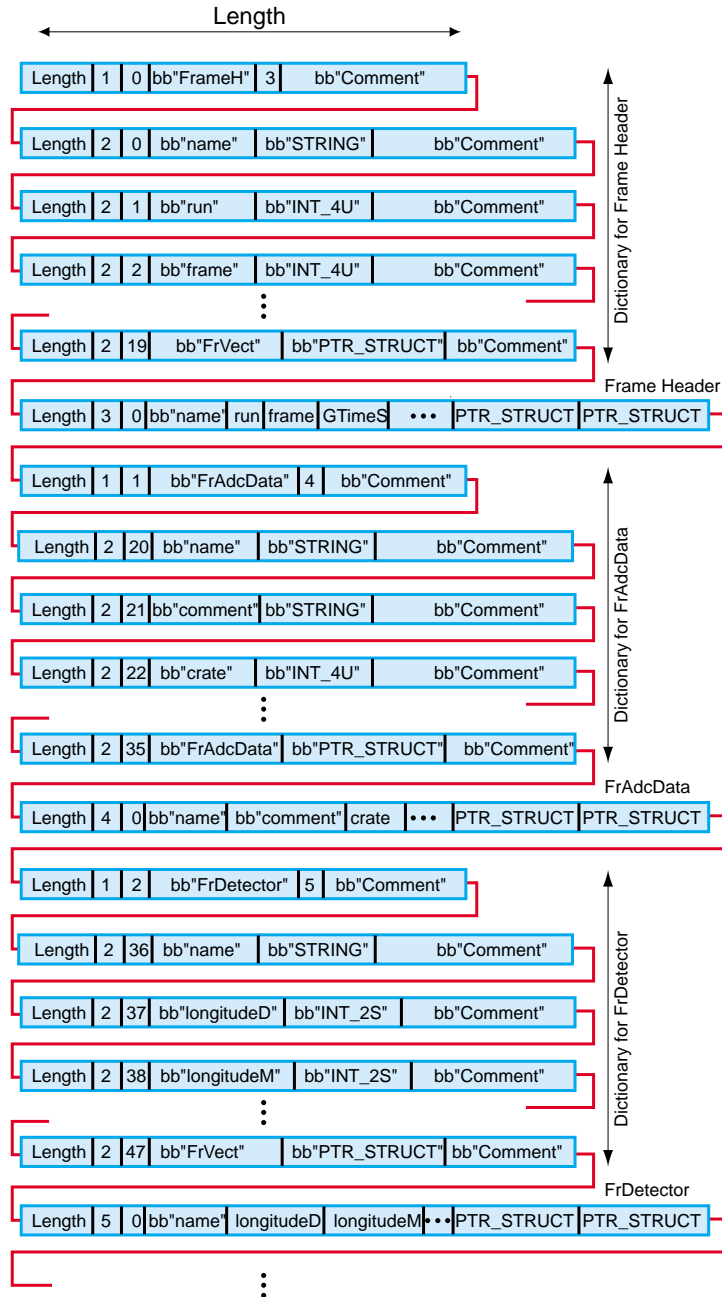 Length
Length 1 0 bb"FrameH" 3 bb"Comment"
Length 2 0 bb"name" bb"STRING" bb"Comment"
Length 2 1 bb"run" bb"INT_4U" bb"Comment"
Length 2 2 bb"frame" bb"INT_4U" bb"Comment"
Length 2 19 bb"FrVect" bb"PTR_STRUCT" bb"Comment"
Dictionary for Frame Header
Frame Header
Length 3 0 bb"name" run frame GTimeS ••• PTR_STRUCT PTR_STRUCT
Length 1 1 bb"FrAdcData" 4 bb"Comment"
Length 2 20 bb"name" bb"STRING" bb"Comment"
Length 2 21 bb"comment" bb"STRING" bb"Comment"
Length 2 22 bb"crate" bb"INT_4U" bb"Comment"
Length 2 35 bb"FrAdcData" bb"PTR_STRUCT" bb"Comment"
Dictionary for FrAdcData
FrAdcData
Length 4 0 bb"name" bb"comment" crate ••• PTR_STRUCT PTR_STRUCT
Length 1 2 bb"FrDetector" 5 bb"Comment"
Length 2 36 bb"name" bb"STRING" bb"Comment"
Length 2 37 bb"longitudeD" bb"INT_2S" bb"Comment"
Length 2 38 bb"longitudeM" bb"INT_2S" bb"Comment"
Length 2 47 bb"FrVect" bb"PTR_STRUCT" bb"Comment"
Dictionary for FrDetector
FrDetector
Length 5 0 bb"name" longitudeD longitudeM ••• PTR_STRUCT PTR_STRUCT